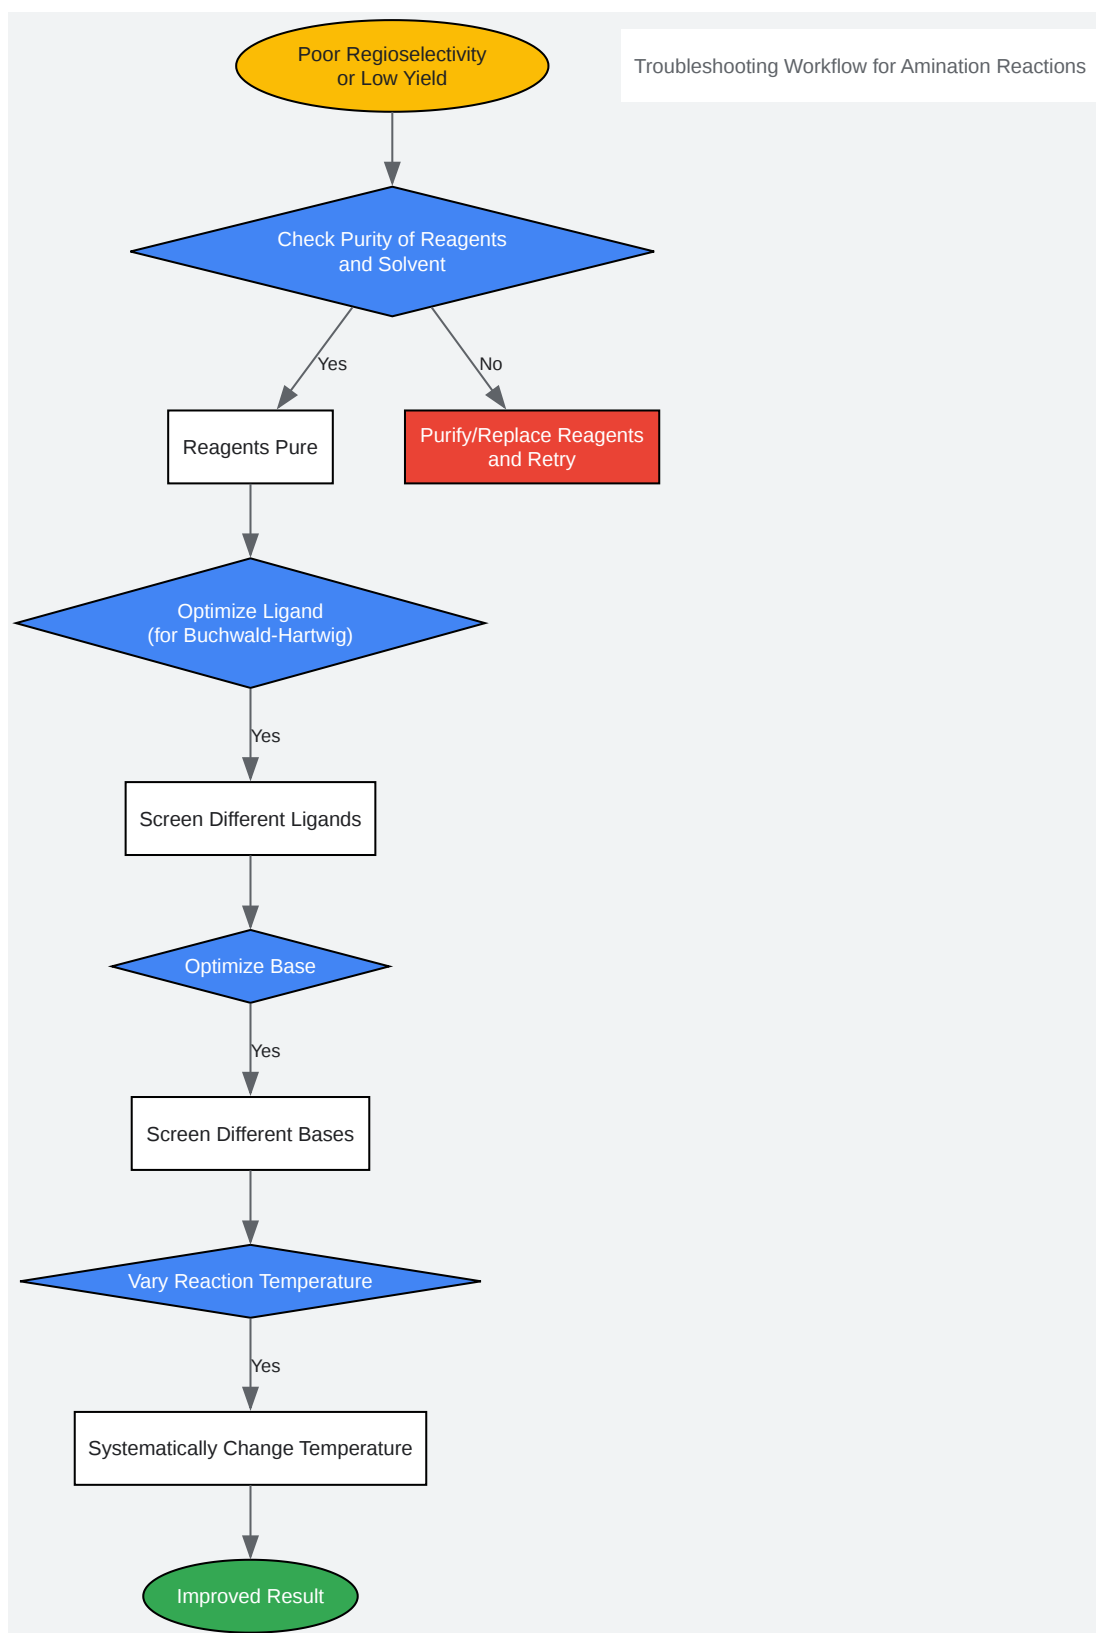 Poor Regioselectivity
or Low Yield
Troubleshooting Workflow for Amination Reactions
Check Purity of Reagents
and Solvent
Yes
No
Reagents Pure
Purify/Replace Reagents
and Retry
Optimize Ligand
(for Buchwald-Hartwig)
Yes
Screen Different Ligands
Optimize Base
Yes
Screen Different Bases
Vary Reaction Temperature
Yes
Systematically Change Temperature
Improved Result